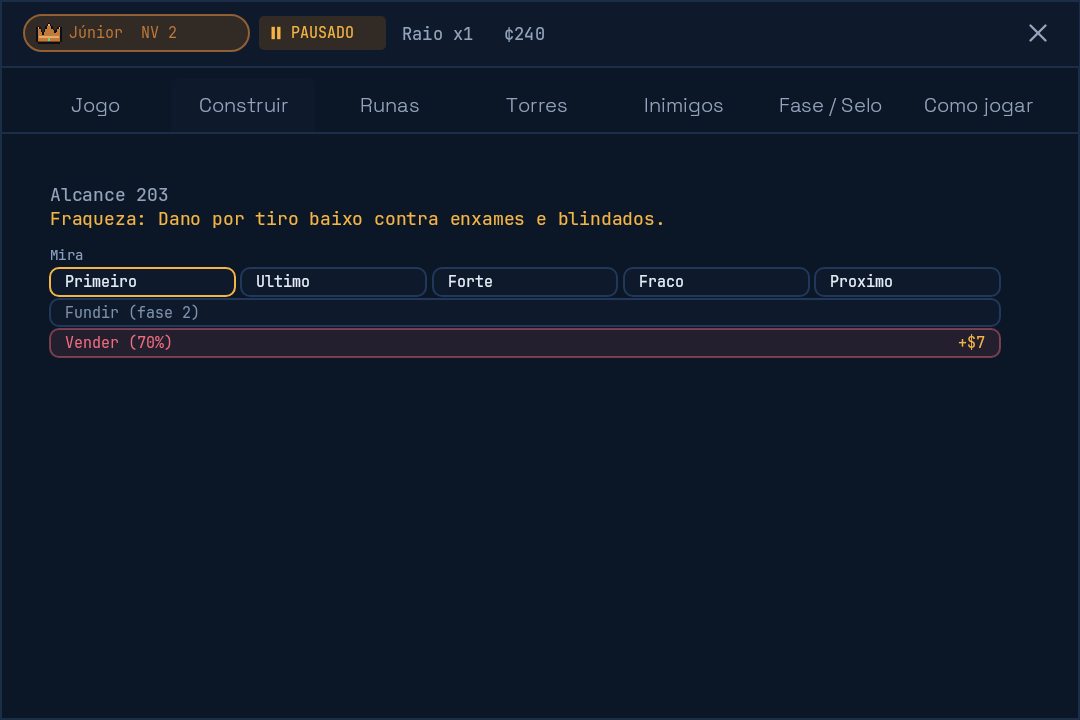 Júnior NV 2 PAUSADO Raio x1 ₵240
Jogo Construir Runas Torres Inimigos Fase / Selo Como jogar
Alcance 203
Fraqueza: Dano por tiro baixo contra enxames e blindados.
Mira
Primeiro Ultimo Forte Fraco Proximo
Fundir (fase 2)
Vender (70%) +$7